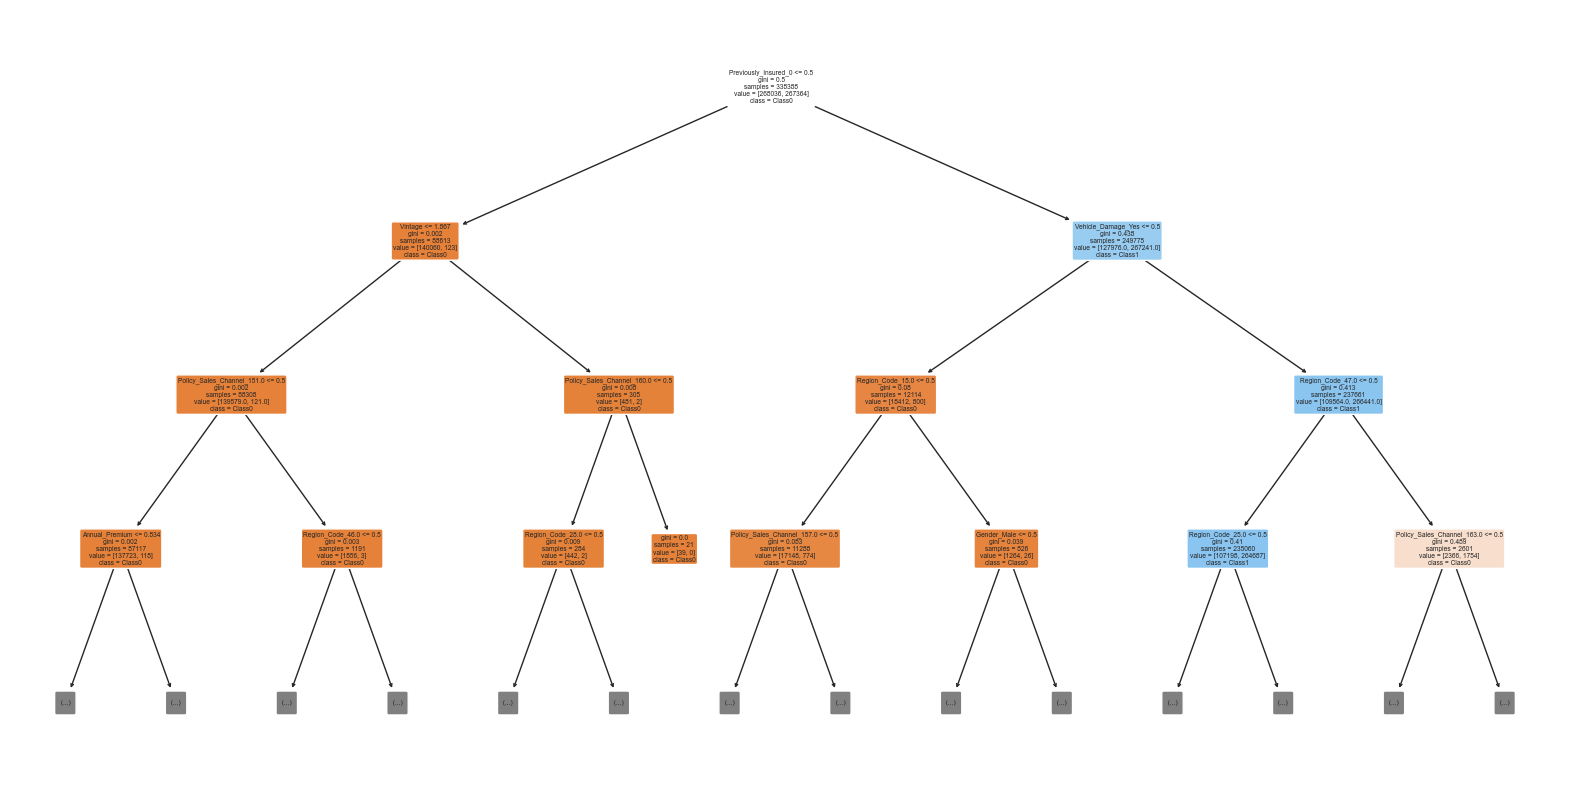 Previously_Insured_0 <= 0.5
gini = 0.5
samples = 338388
value = [268036, 267364]
class = Class0
Vintage <=
gini = 0.002
samples = 88613
value = [140060, 123]
class = Class0
Vehicle_Damage_Yes <= 0.5
gini = 0.438
samples = 249775
value = [127976.0, 267241.0]
class = Class1
Policy_Sales_Channel_151.0 <= 0.5
gini = 0.002
samples = 88308
value = [139579.0, 121.0]
class = Class0
Policy_Sales_Channel_160.0 <= 0.5
gini = 0.008
samples = 305
value = [481, 2]
class = Class0
Region_Code_15.0 <= 0.5
gini = 0.08
samples = 12114
value = [18412, 800]
class = Class0
Region_Code_47.0 <= 0.5
gini = 0.413
samples = 237661
value = [109564.0, 266441.0]
class = Class1
Annual_Premium <= 0.834
gini = 0.002
samples = 87117
value = [137723, 118]
class = Class0
Region_Code_46.0 <= 0.5
gini = 0.003
samples = 1191
value = [1856, 3]
class = Class0
Region_Code_28.0 <= 0.5
gini = 0.009
samples = 284
value = [442, 2]
class = Class0
gini = 0.0
samples = 21
value = [39, 0]
class = Class0
Policy_Sales_Channel_157.0 <= 0.5
gini = 0.083
samples = 11288
value = [17148, 774]
class = Class0
Gender_Male <= 0.5
gini = 0.039
samples = 826
value = [1264, 26]
class = Class0
Region_Code_28.0 <= 0.5
gini = 0.41
samples = 235060
value = [107198, 264687]
class = Class1
Policy_Sales_Channel_163.0 <= 0.5
gini = 0.489
samples = 2601
value = [2366, 1754]
class = Class0
(...)
(...)
(...)
(...)
(...)
(...)
(...)
(...)
(...)
(...)
(...)
(...)
(...)
(...)